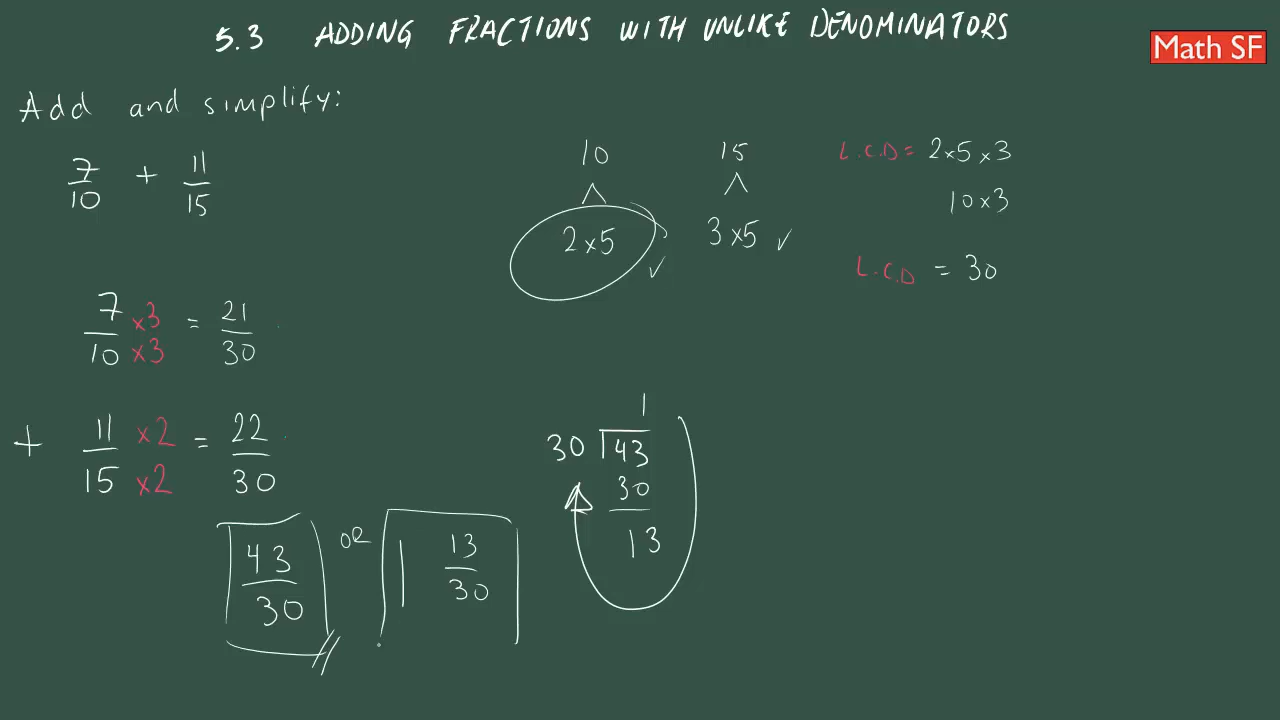 5.3 ADDING FRACTIONS WITH UNLIKE DENOMINATORS
Math SF
Add and simplify:
7/10 + 11/15
10 15
2×5 ✓ 3×5 ✓
L.C.D = 2×5×3
10×3
L.C.D = 30
7/10 ×3/×3 = 21/30
+ 11/15 ×2/×2 = 22/30
43/30 OR 1 13/30
1
30 43
30
13